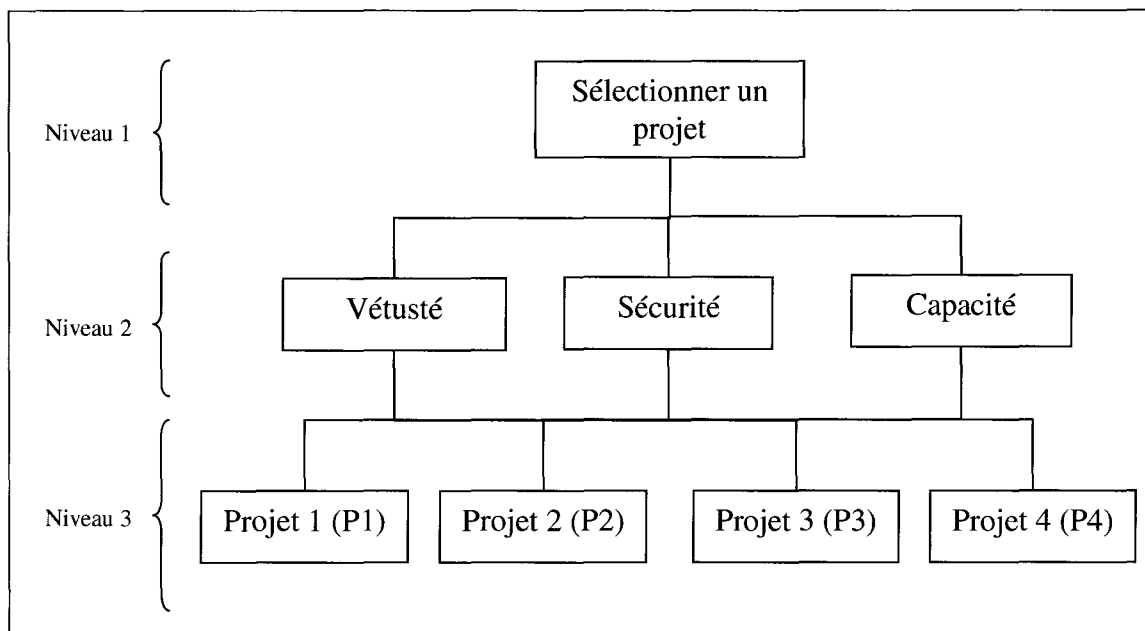 Niveau 1
Sélectionner un
projet
Niveau 2
Vétusté
Sécurité
Capacité
Niveau 3
Projet 1 (P1)
Projet 2 (P2)
Projet 3 (P3)
Projet 4 (P4)